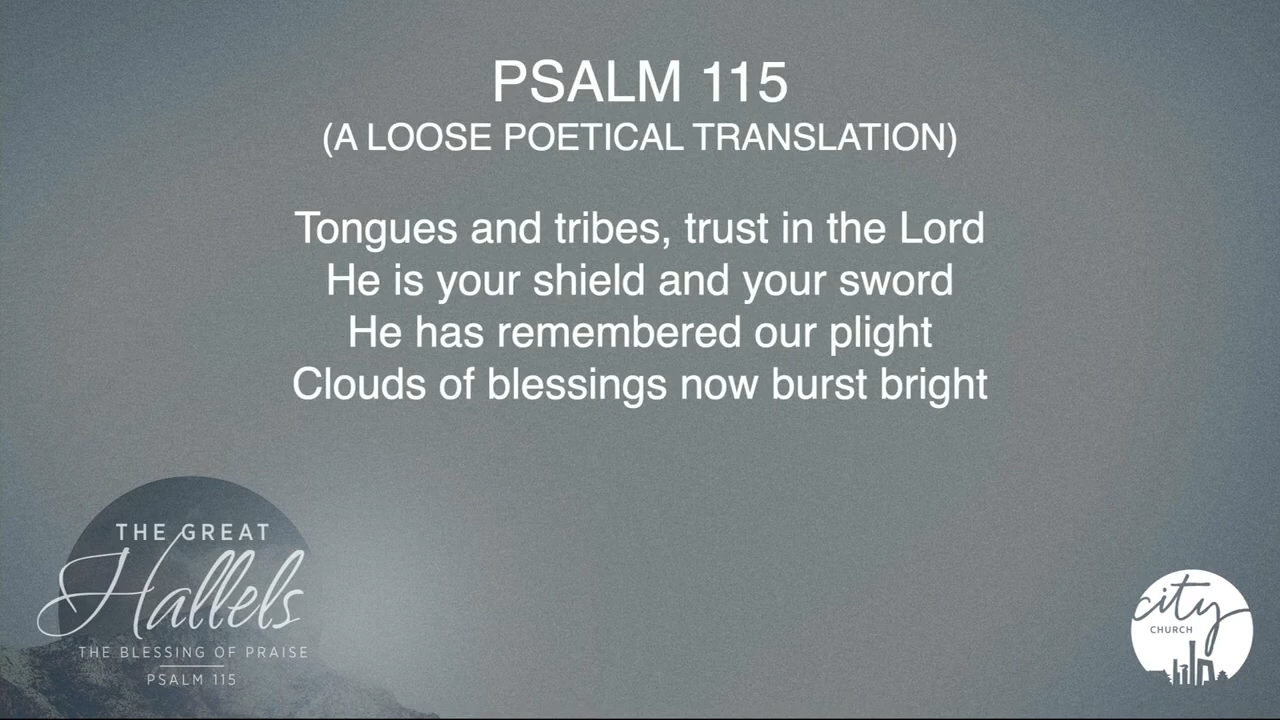 PSALM 115
(A LOOSE POETICAL TRANSLATION)
Tongues and tribes, trust in the Lord
He is your shield and your sword
He has remembered our plight
Clouds of blessings now burst bright
THE GREAT
Hallels
THE BLESSING OF PRAISE
PSALM 115
city
CHURCH